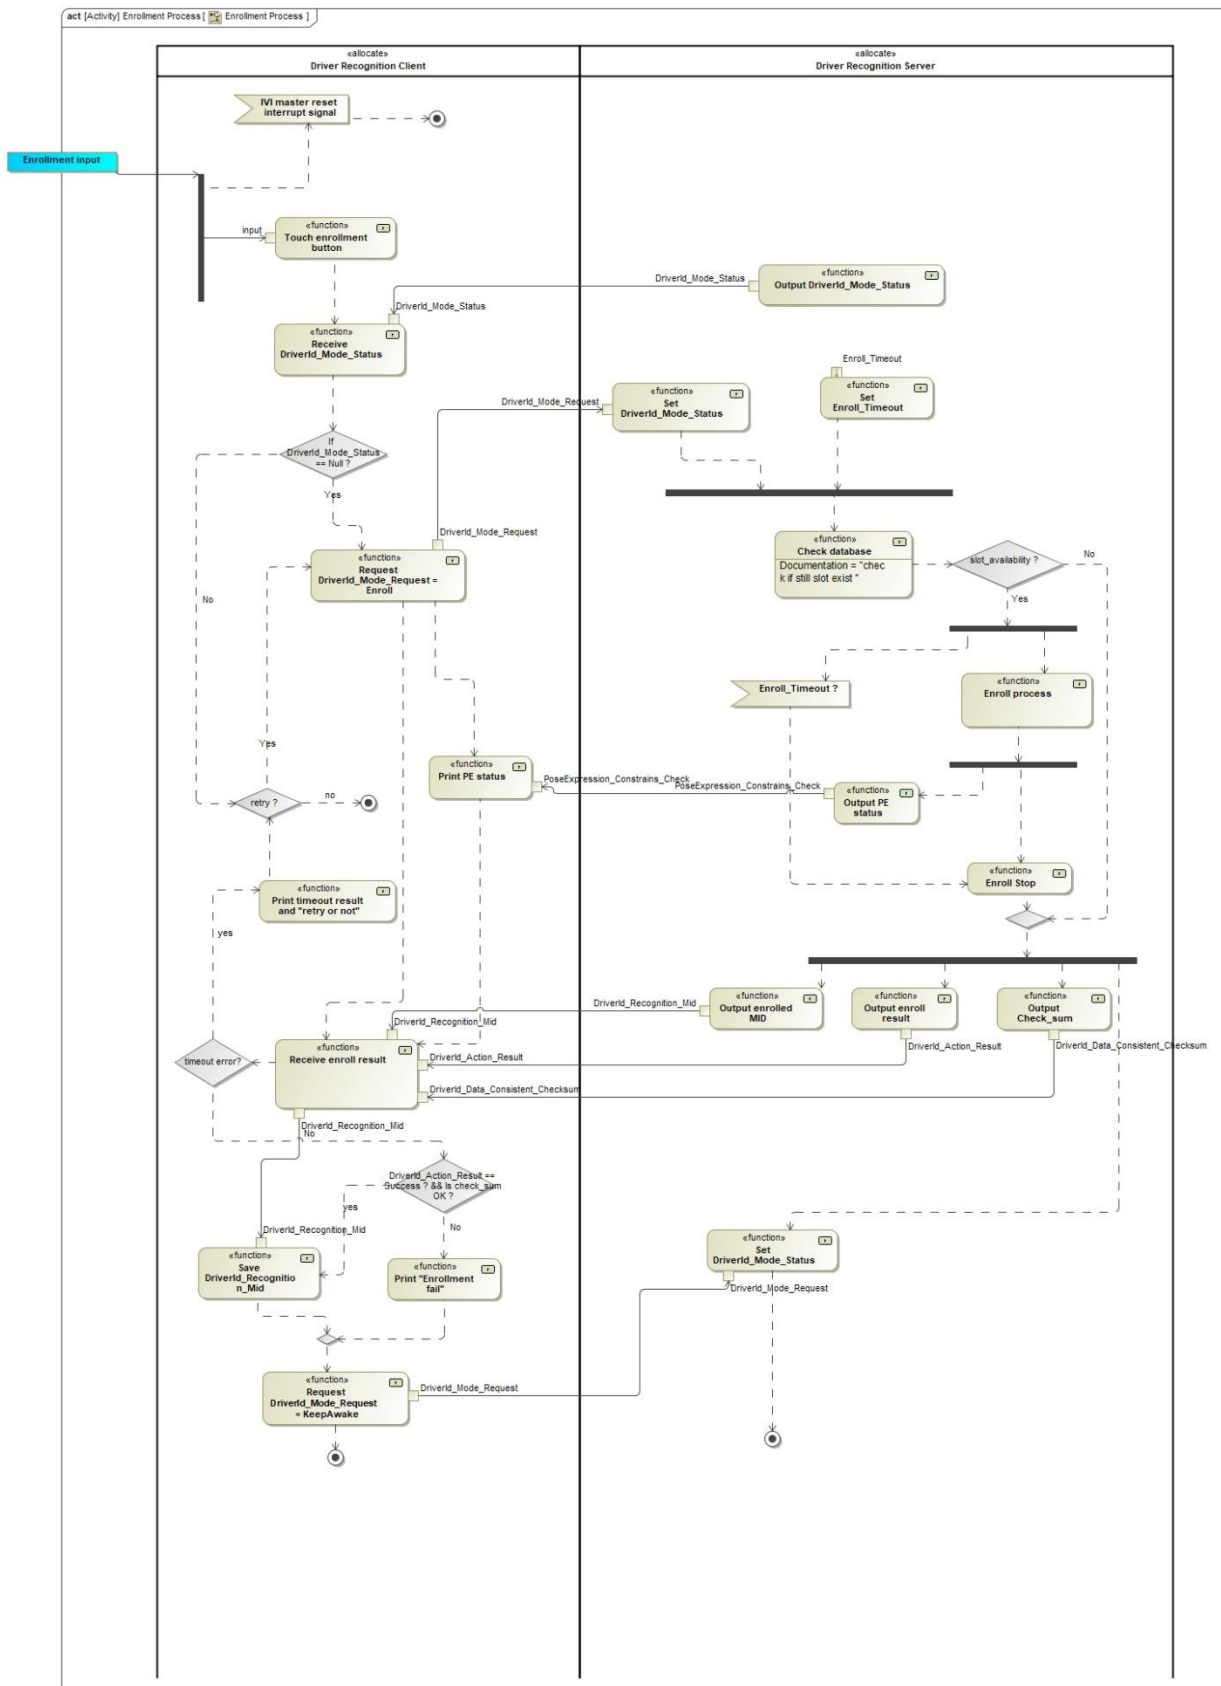 act [Activity] Enrollment Process [ Enrollment Process ]
«allocate»
Driver Recognition Client
«allocate»
Driver Recognition Server
IVI master reset
interrupt signal
Enrollment input
input
«function»
Touch enrollment
button
DriverId_Mode_Status
«function»
Output DriverId_Mode_Status
DriverId_Mode_Status
«function»
Receive
DriverId_Mode_Status
Enroll_Timeout
«function»
Set
Enroll_Timeout
DriverId_Mode_Request
«function»
Set
DriverId_Mode_Status
If
DriverId_Mode_Status
== Null ?
Yes
No
DriverId_Mode_Request
«function»
Request
DriverId_Mode_Request =
Enroll
«function»
Check database
Documentation = "chec
k if still slot exist "
slot_availability ?
No
Yes
Enroll_Timeout ?
«function»
Enroll process
Yes
«function»
Print PE status
PoseExpression_Constrains_Check
PoseExpression_Constrains_Check
«function»
Output PE
status
retry ?
no
«function»
Print timeout result
and "retry or not"
yes
«function»
Enroll Stop
DriverId_Recognition_Mid
«function»
Output enrolled
MID
«function»
Output enroll
result
«function»
Output
Check_sum
DriverId_Recognition_Mid
DriverId_Action_Result
DriverId_Data_Consistent_Checksum
timeout error?
«function»
Receive enroll result
DriverId_Action_Result
DriverId_Data_Consistent_Checksum
DriverId_Recognition_Mid
No
DriverId_Action_Result ==
Success ? && Is check_sum
OK ?
yes
No
DriverId_Recognition_Mid
«function»
Save
DriverId_Recognitio
n_Mid
«function»
Print "Enrollment
fail"
«function»
Set
DriverId_Mode_Status
DriverId_Mode_Request
«function»
Request
DriverId_Mode_Request
= KeepAwake
DriverId_Mode_Request